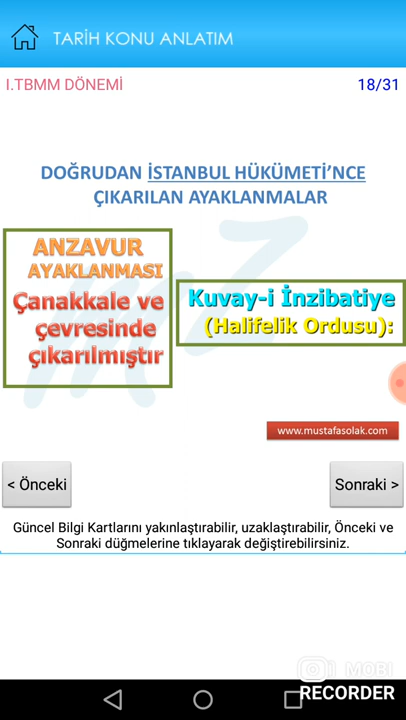 TARİH KONU ANLATIM
I.TBMM DÖNEMİ
18/31
DOĞRUDAN İSTANBUL HÜKÜMETİ'NCE
ÇIKARILAN AYAKLANMALAR
ANZAVUR
AYAKLANMASI
Çanakkale ve
çevresinde
çıkarılmıştır
Kuvay-i İnzibatiye
(Halifelik Ordusu):
www.mustafasolak.com
< Önceki
Sonraki >
Güncel Bilgi Kartlarını yakınlaştırabilir, uzaklaştırabilir, Önceki ve
Sonraki düğmelerine tıklayarak değiştirebilirsiniz.
MOBI
RECORDER